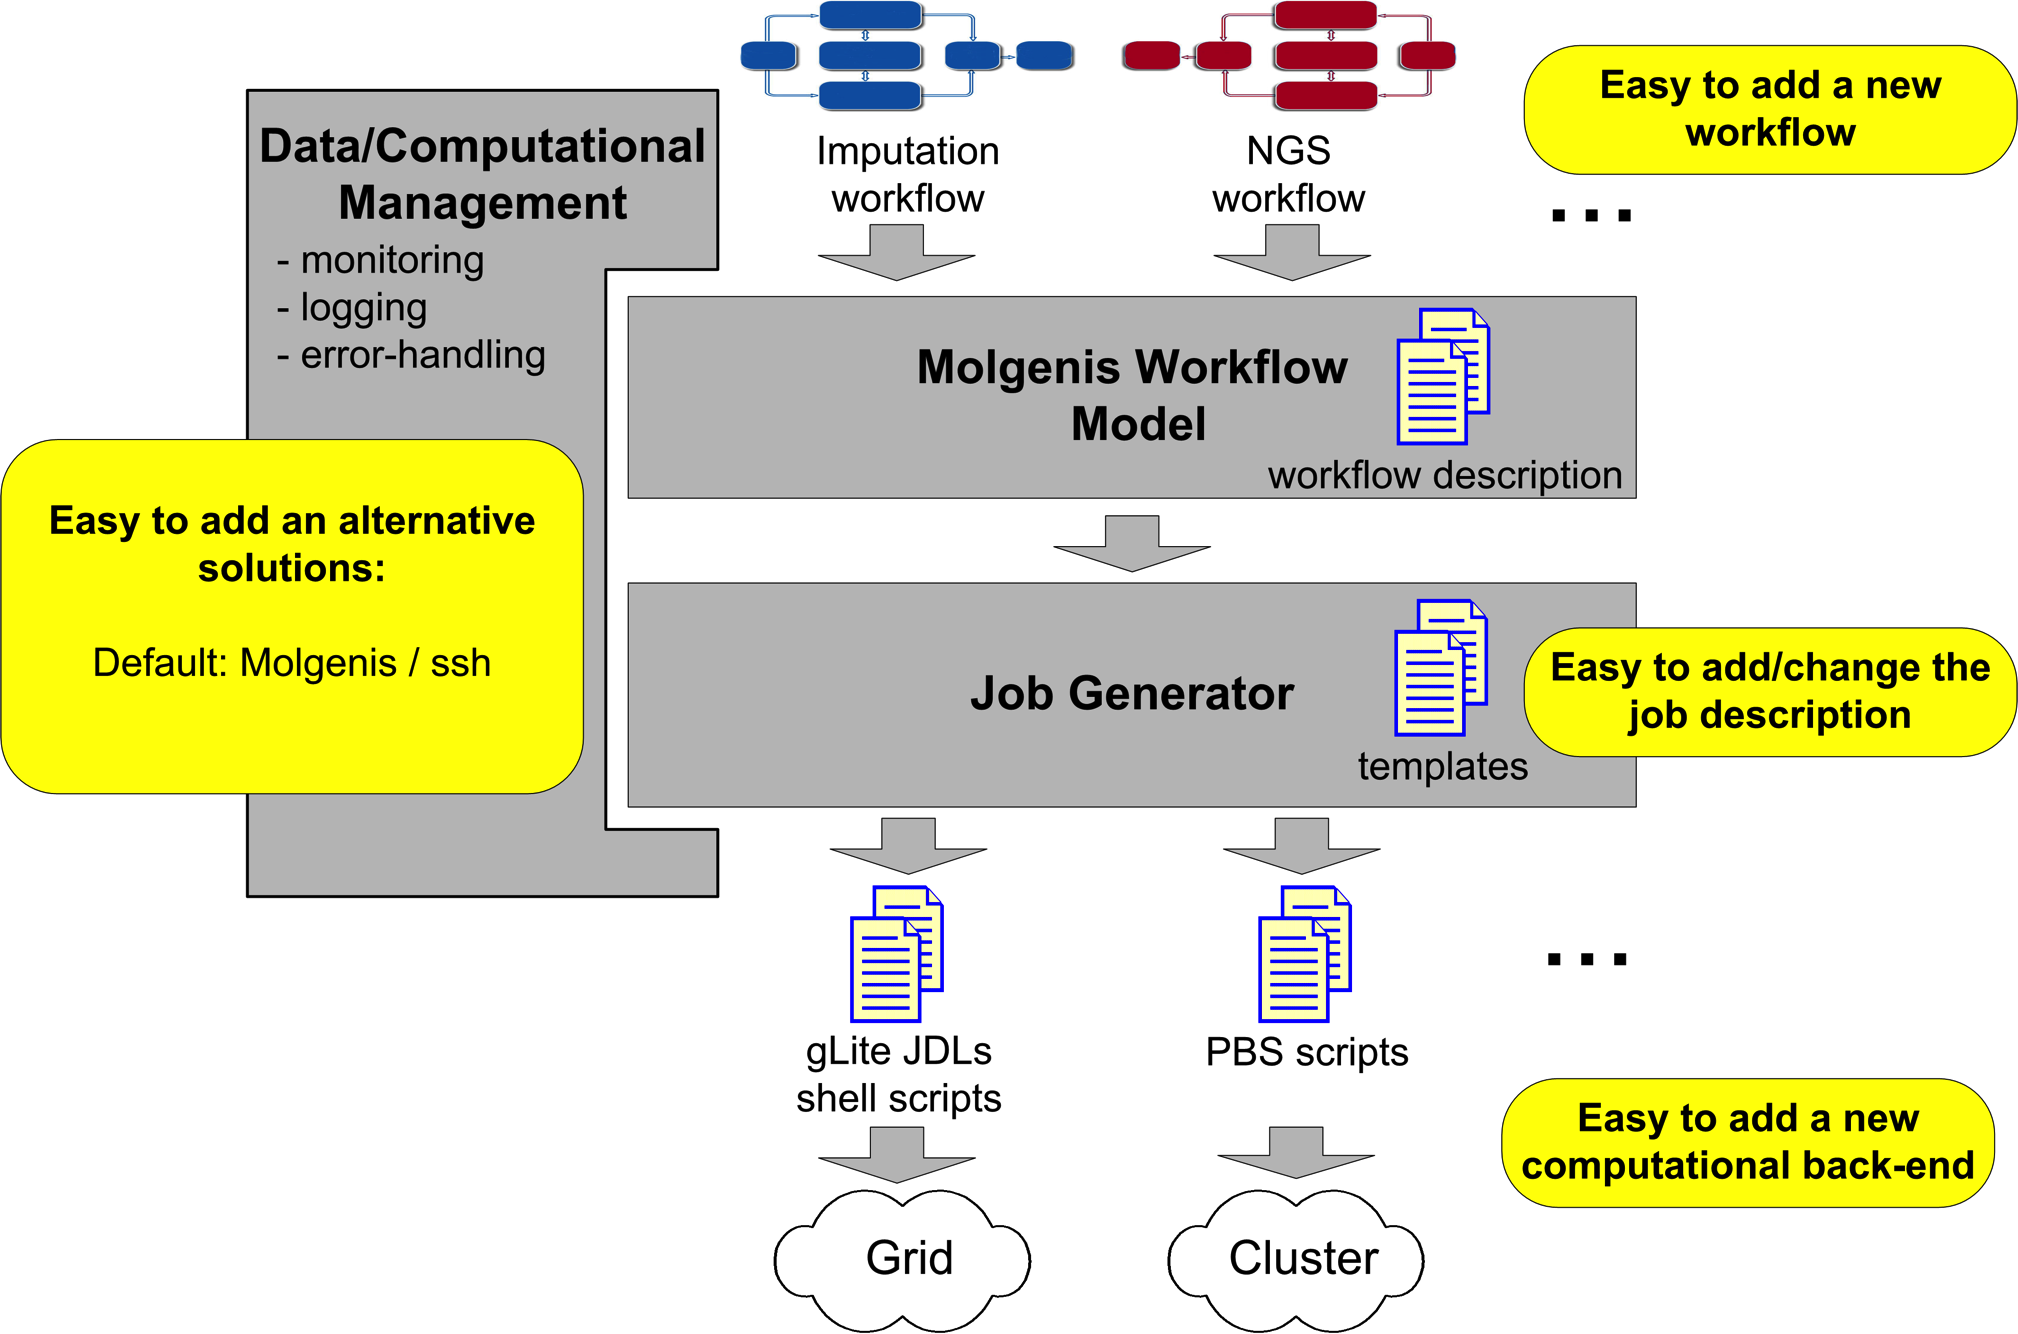 Imputation
workflow
NGS
workflow
Easy to add a new
workflow
...
Data/Computational
Management
- monitoring
- logging
- error-handling
Molgenis Workflow
Model
workflow description
Easy to add an alternative
solutions:
Default: Molgenis / ssh
Job Generator
templates
Easy to add/change the
job description
gLite JDLs
shell scripts
PBS scripts
...
Easy to add a new
computational back-end
Grid
Cluster